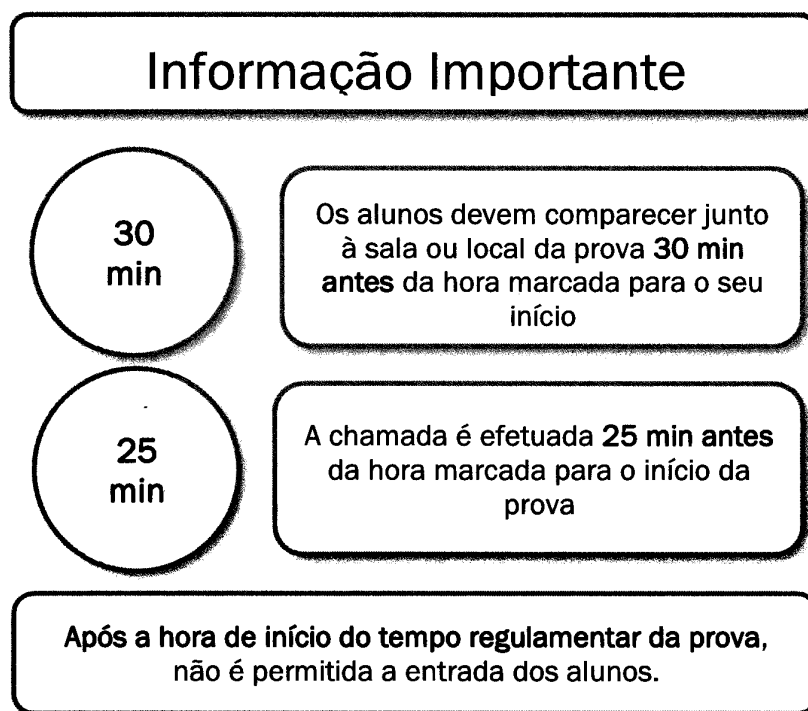 Informação Importante
30
min
Os alunos devem comparecer junto
à sala ou local da prova 30 min
antes da hora marcada para o seu
início
25
min
A chamada é efetuada 25 min antes
da hora marcada para o início da
prova
Após a hora de início do tempo regulamentar da prova,
não é permitida a entrada dos alunos.